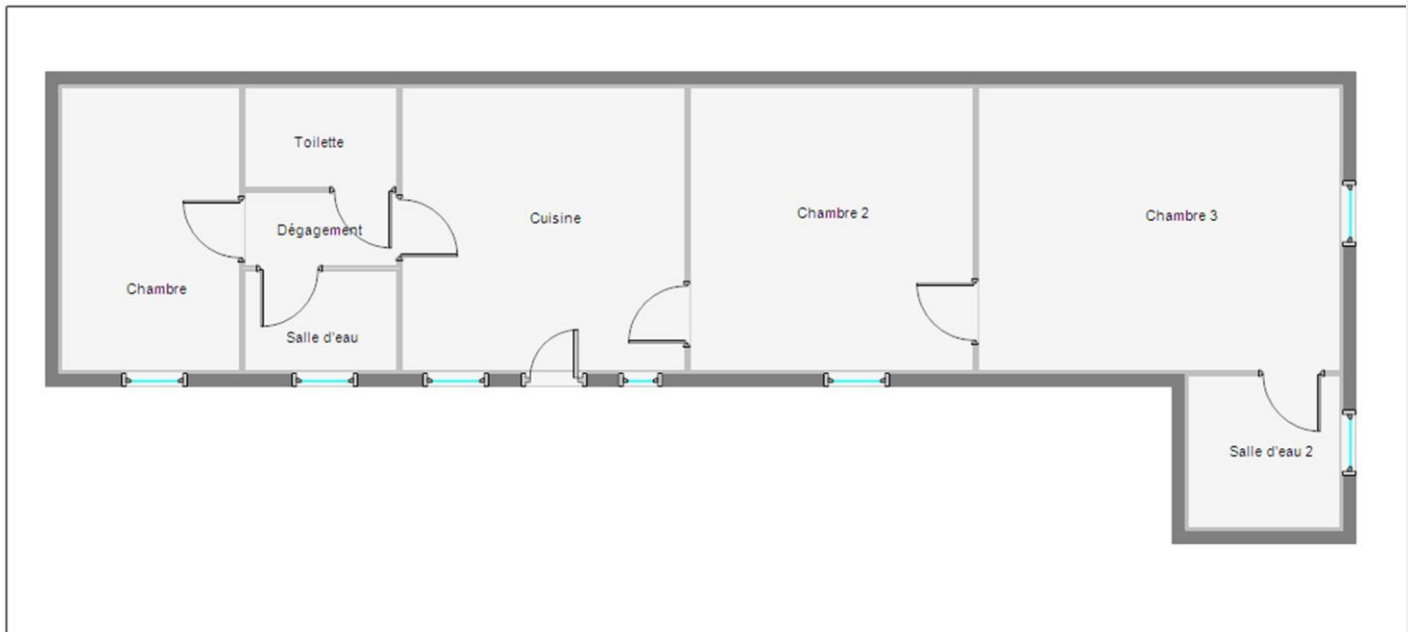 Toilette
Chambre 2
Chambre 3
Cuisine
Dégagement
Chambre
Salle d'eau
Salle d'eau 2